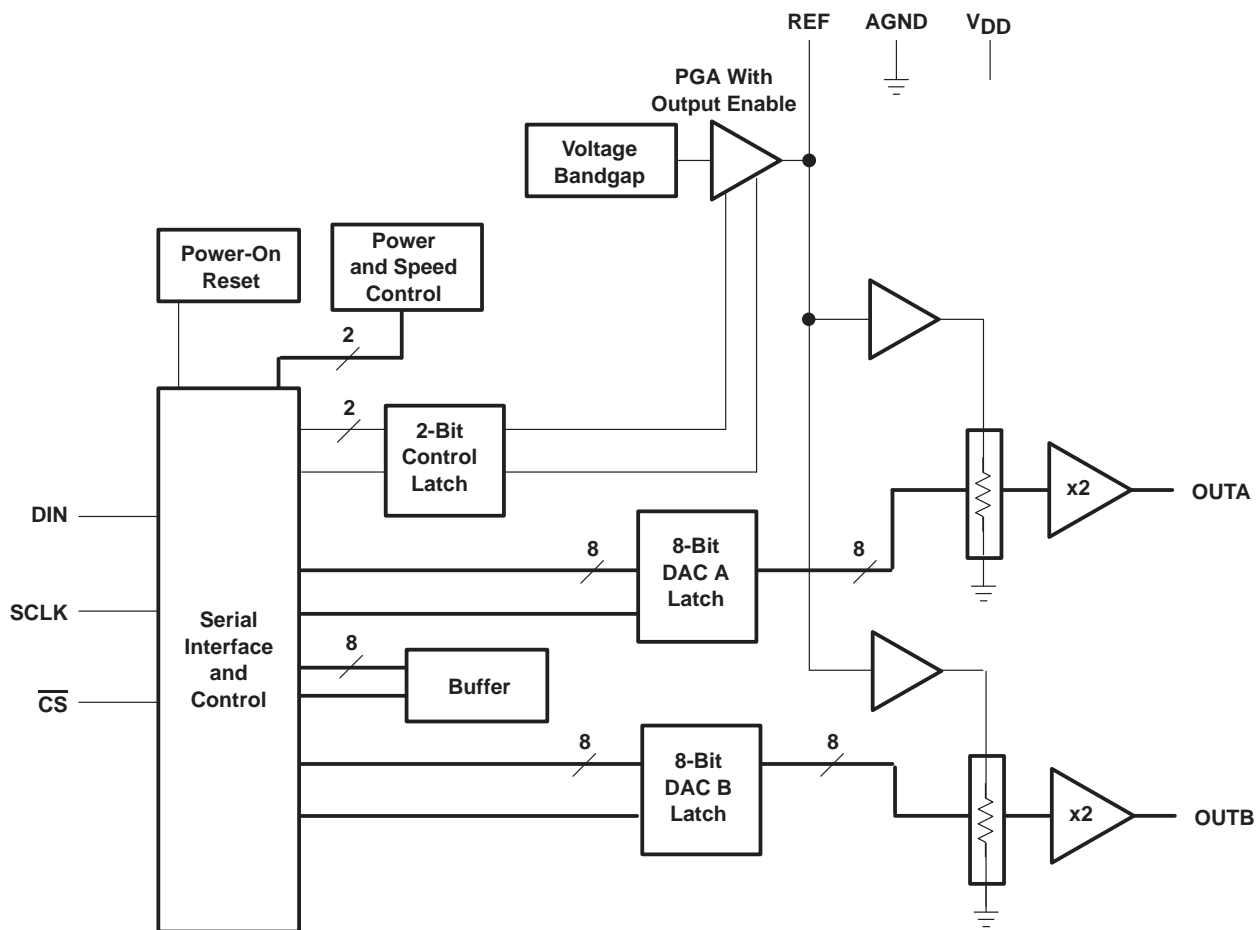 REF AGND VDD
PGA With
Output Enable
Voltage
Bandgap
Power-On
Reset
Power
and Speed
Control
2
2
2-Bit
Control
Latch
x2
OUTA
DIN
8
8-Bit
DAC A
Latch
8
SCLK
Serial
Interface
and
Control
8
Buffer
CS
8
8-Bit
DAC B
Latch
8
x2
OUTB